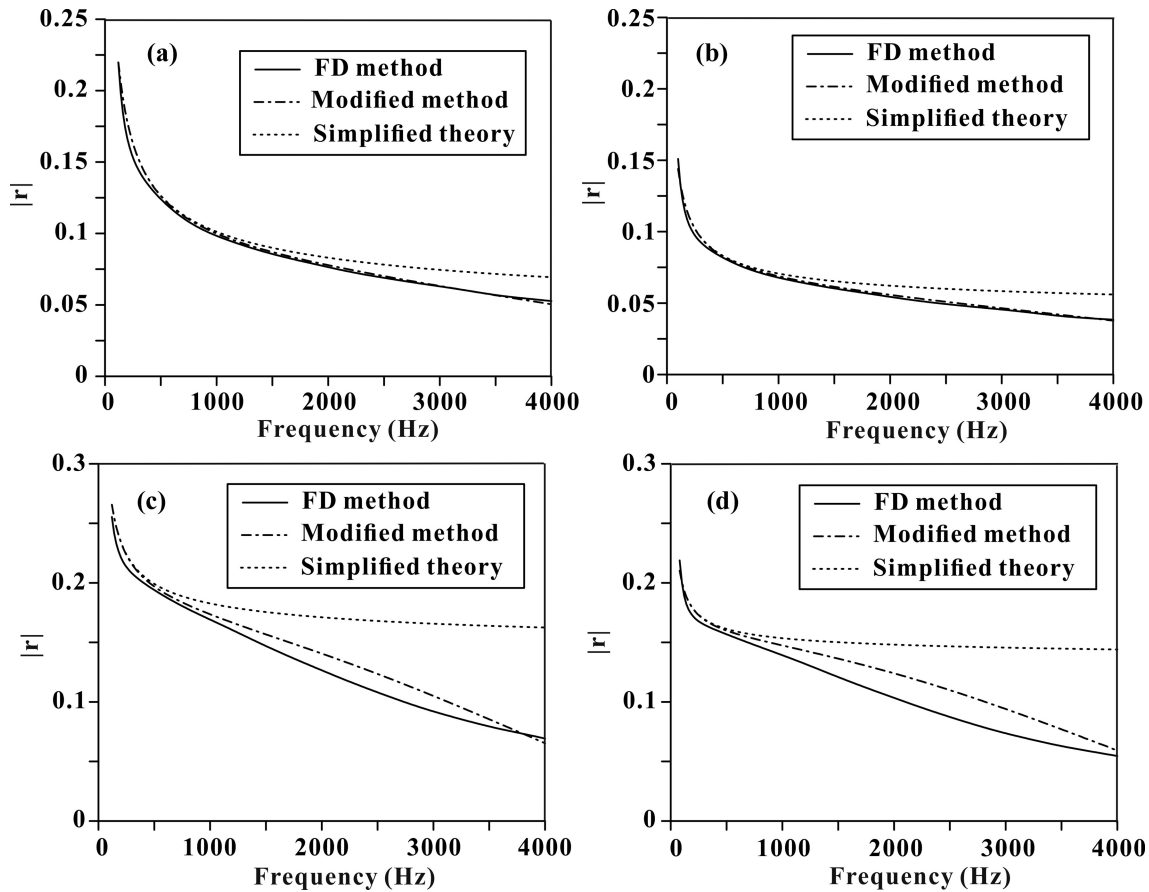 (a)
FD method
Modified method
Simplified theory
|r|
0.25
0.2
0.15
0.1
0.05
0
0 1000 2000 3000 4000
Frequency (Hz)
(b)
FD method
Modified method
Simplified theory
|r|
0.25
0.2
0.15
0.1
0.05
0
0 1000 2000 3000 4000
Frequency (Hz)
(c)
FD method
Modified method
Simplified theory
|r|
0.3
0.2
0.1
0
0 1000 2000 3000 4000
Frequency (Hz)
(d)
FD method
Modified method
Simplified theory
|r|
0.3
0.2
0.1
0
0 1000 2000 3000 4000
Frequency (Hz)